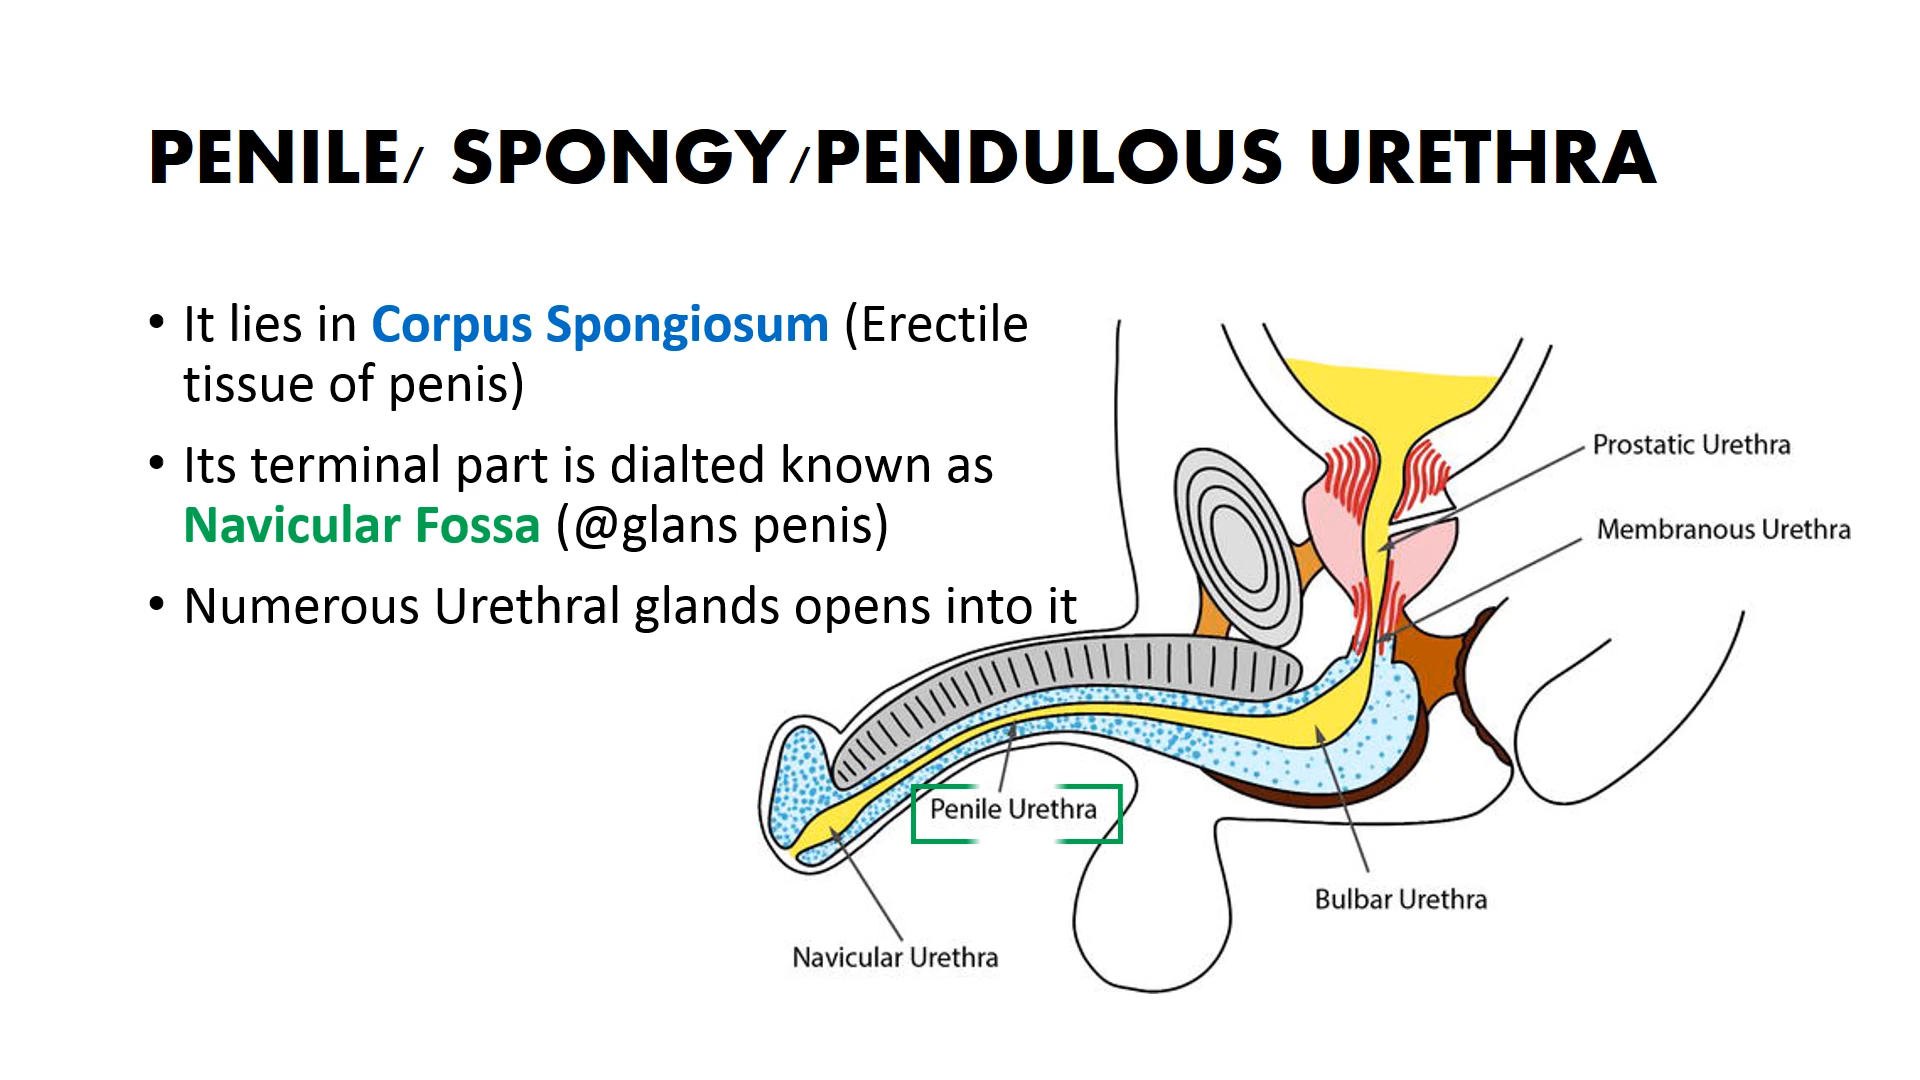 PENILE/ SPONGY/PENDULOUS URETHRA
• It lies in Corpus Spongiosum (Erectile
tissue of penis)
• Its terminal part is dialted known as
Navicular Fossa (@glans penis)
• Numerous Urethral glands opens into it
Prostatic Urethra
Membranous Urethra
Penile Urethra
Bulbar Urethra
Navicular Urethra